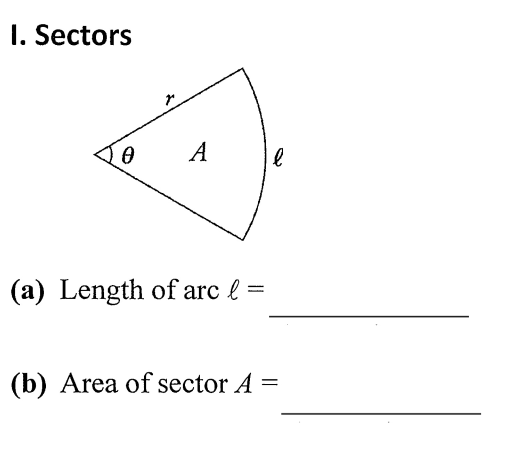 I. Sectors
r
θ
A
ℓ
(a) Length of arc ℓ =
(b) Area of sector A =